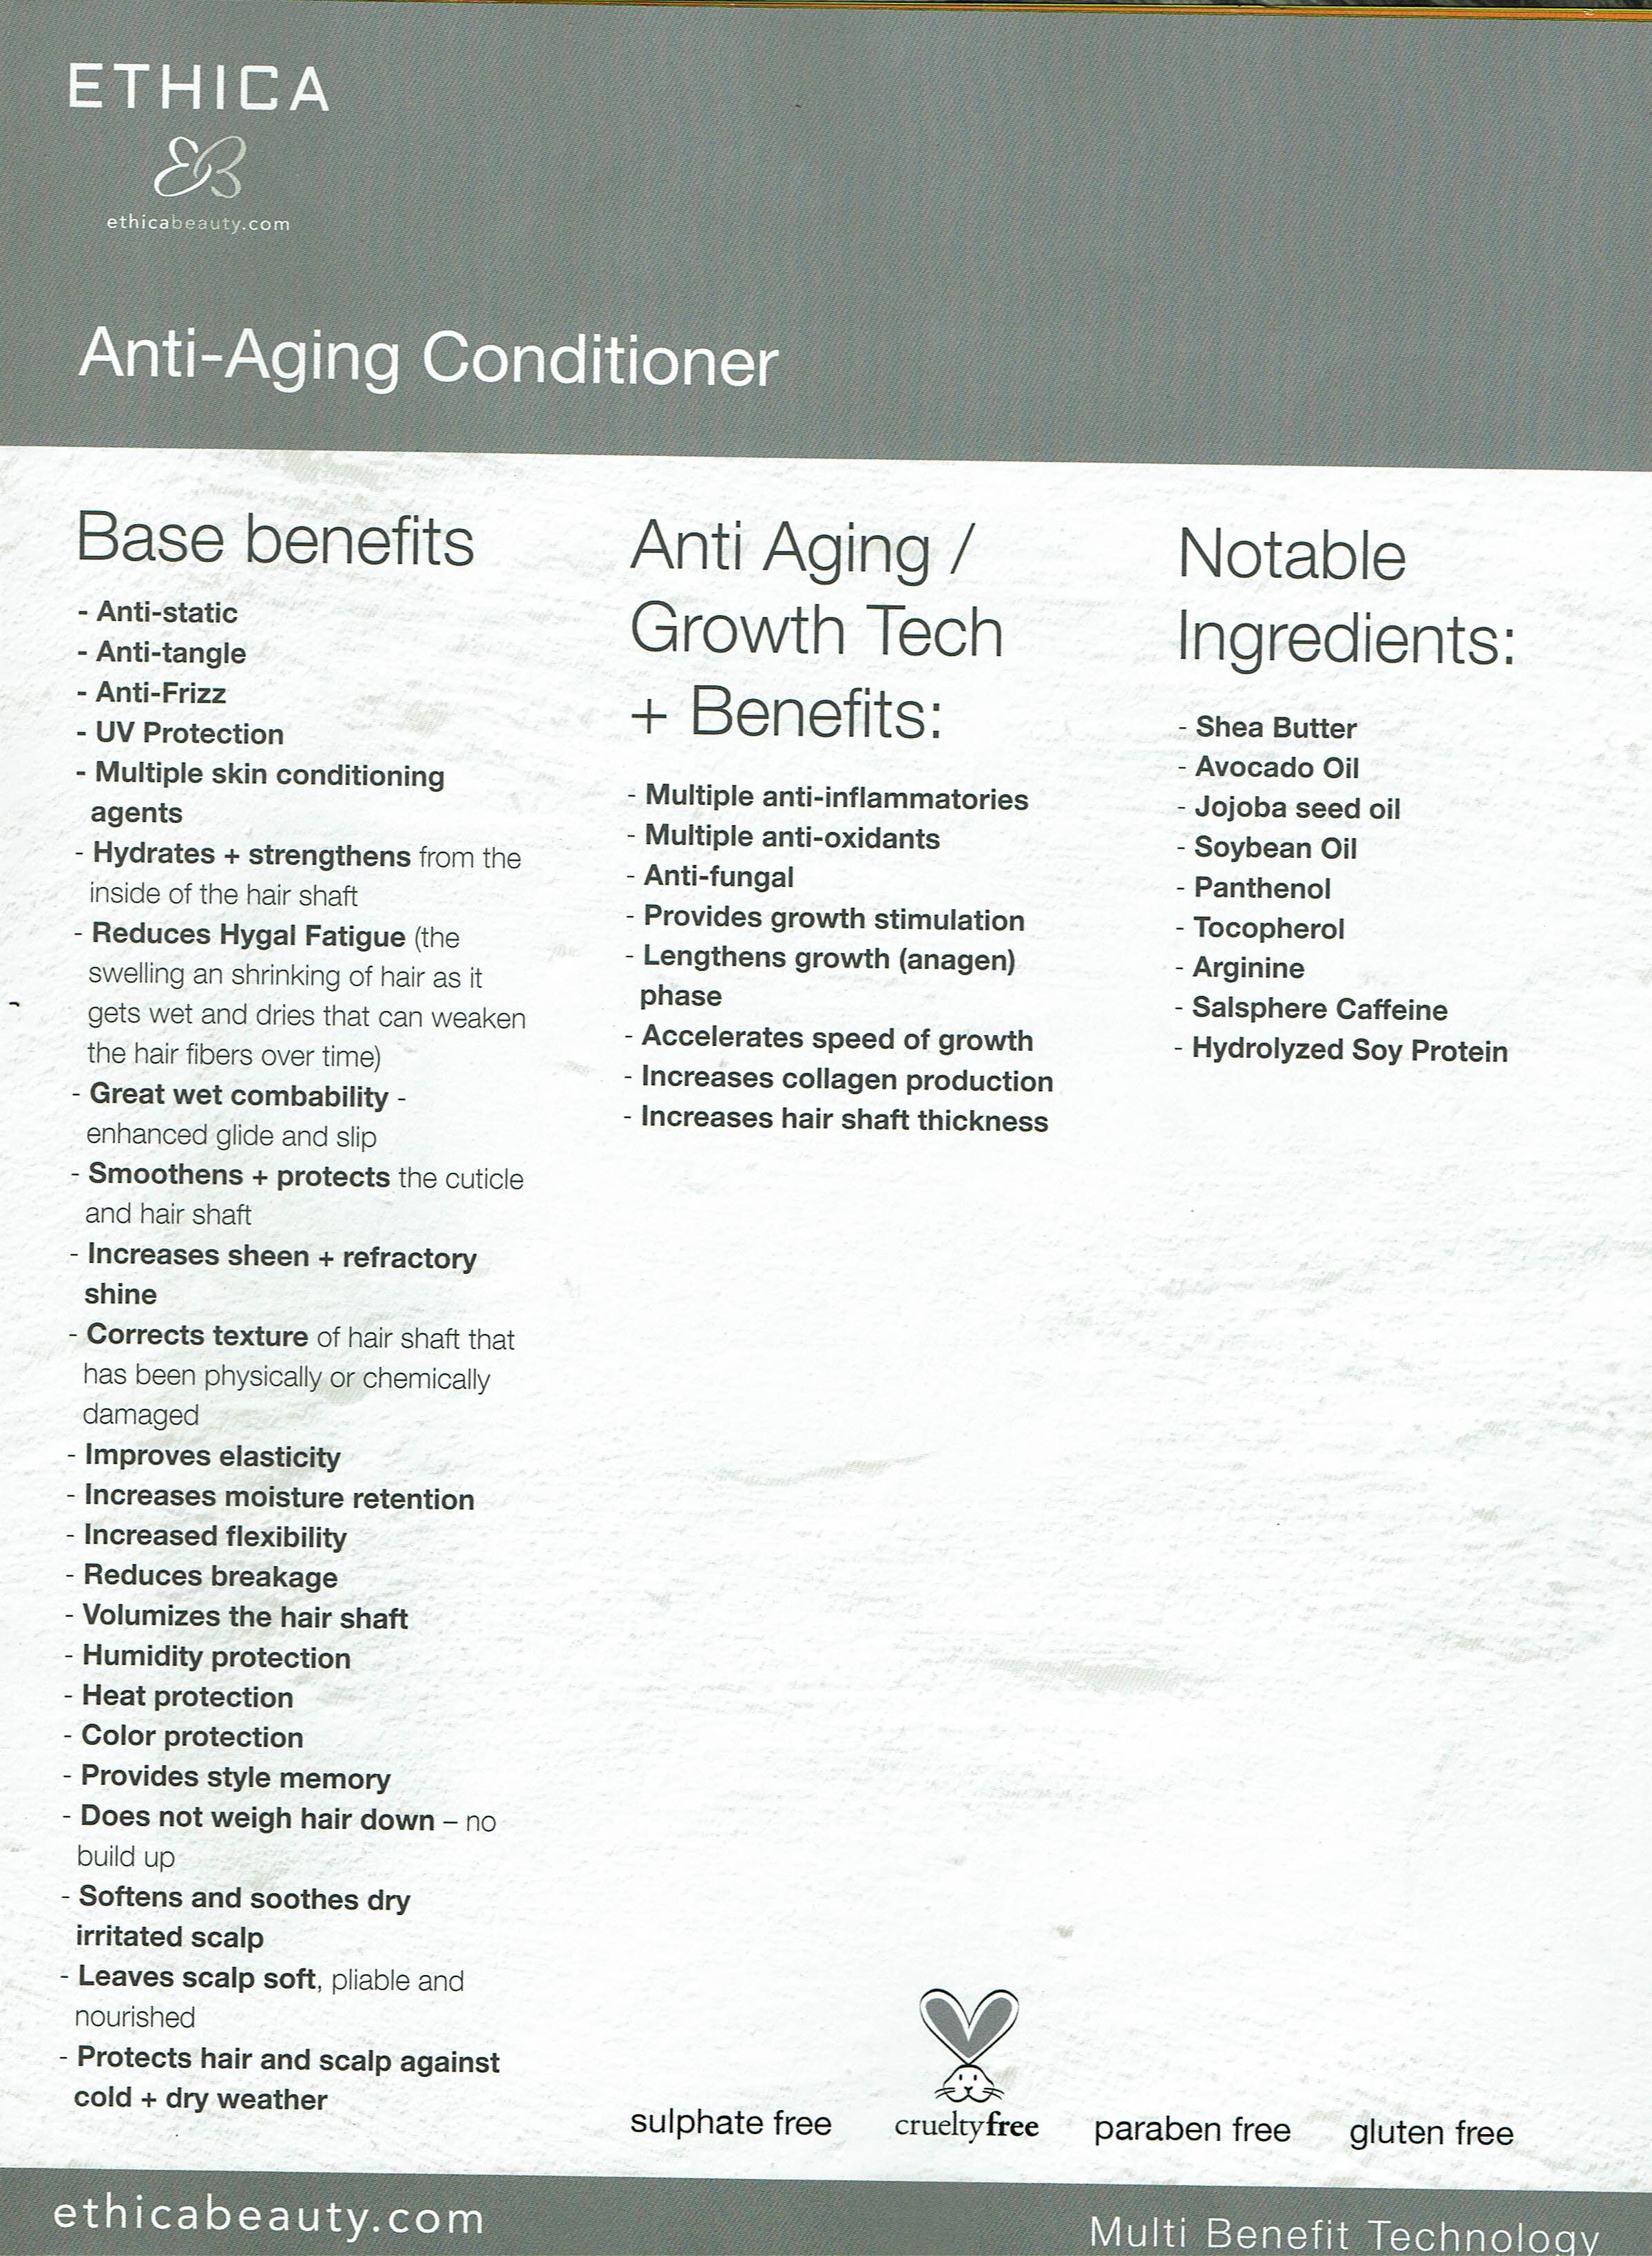 ETHICA
EB
ethicabeauty.com
Anti-Aging Conditioner
Base benefits
- Anti-static
- Anti-tangle
- Anti-Frizz
- UV Protection
- Multiple skin conditioning
agents
- Hydrates + strengthens from the
inside of the hair shaft
- Reduces Hygal Fatigue (the
swelling an shrinking of hair as it
gets wet and dries that can weaken
the hair fibers over time)
- Great wet combability -
enhanced glide and slip
- Smoothens + protects the cuticle
and hair shaft
- Increases sheen + refractory
shine
- Corrects texture of hair shaft that
has been physically or chemically
damaged
- Improves elasticity
- Increases moisture retention
- Increased flexibility
- Reduces breakage
- Volumizes the hair shaft
- Humidity protection
- Heat protection
- Color protection
- Provides style memory
- Does not weigh hair down – no
build up
- Softens and soothes dry
irritated scalp
- Leaves scalp soft, pliable and
nourished
- Protects hair and scalp against
cold + dry weather
Anti Aging /
Growth Tech
+ Benefits:
- Multiple anti-inflammatories
- Multiple anti-oxidants
- Anti-fungal
- Provides growth stimulation
- Lengthens growth (anagen)
phase
- Accelerates speed of growth
- Increases collagen production
- Increases hair shaft thickness
Notable
Ingredients:
- Shea Butter
- Avocado Oil
- Jojoba seed oil
- Soybean Oil
- Panthenol
- Tocopherol
- Arginine
- Salsphere Caffeine
- Hydrolyzed Soy Protein
sulphate free
crueltyfree
paraben free
gluten free
ethicabeauty.com
Multi Benefit Technology